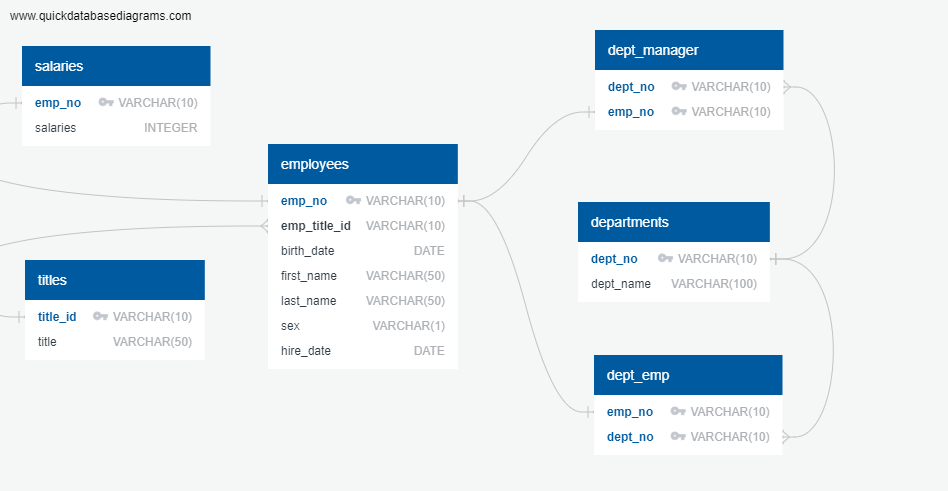 www.quickdatabasediagrams.com
salaries
emp_no VARCHAR(10)
salaries INTEGER
employees
emp_no VARCHAR(10)
emp_title_id VARCHAR(10)
birth_date DATE
first_name VARCHAR(50)
last_name VARCHAR(50)
sex VARCHAR(1)
hire_date DATE
titles
title_id VARCHAR(10)
title VARCHAR(50)
dept_manager
dept_no VARCHAR(10)
emp_no VARCHAR(10)
departments
dept_no VARCHAR(10)
dept_name VARCHAR(100)
dept_emp
emp_no VARCHAR(10)
dept_no VARCHAR(10)